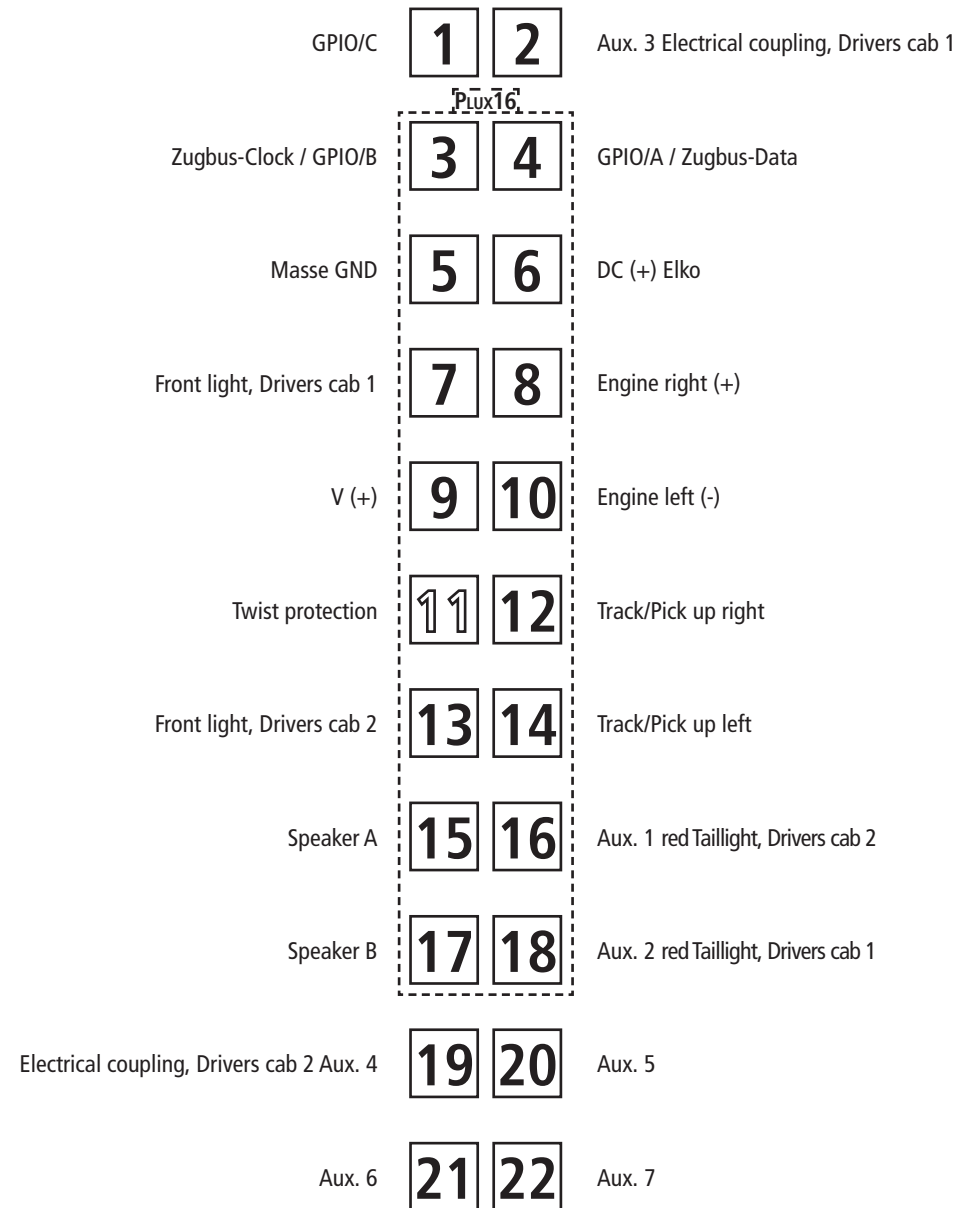 GPIO/C 1 2 Aux. 3 Electrical coupling, Drivers cab 1
PLUX16
Zugbus-Clock / GPIO/B 3 4 GPIO/A / Zugbus-Data
Masse GND 5 6 DC (+) Elko
Front light, Drivers cab 1 7 8 Engine right (+)
V (+) 9 10 Engine left (-)
Twist protection 11 12 Track/Pick up right
Front light, Drivers cab 2 13 14 Track/Pick up left
Speaker A 15 16 Aux. 1 red Taillight, Drivers cab 2
Speaker B 17 18 Aux. 2 red Taillight, Drivers cab 1
Electrical coupling, Drivers cab 2 Aux. 4 19 20 Aux. 5
Aux. 6 21 22 Aux. 7